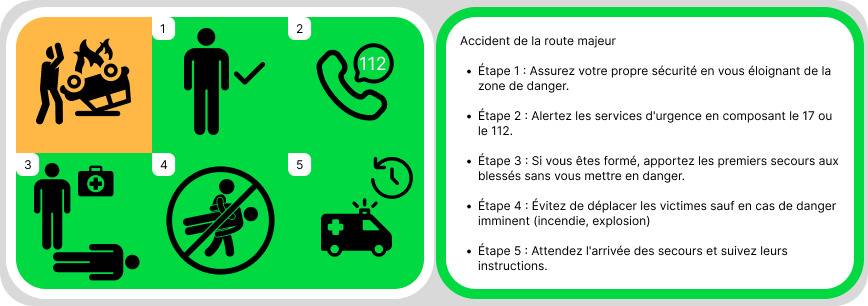 1
2
112
3
4
5
Accident de la route majeur
• Étape 1 : Assurez votre propre sécurité en vous éloignant de la
zone de danger.
• Étape 2 : Alertez les services d'urgence en composant le 17 ou
le 112.
• Étape 3 : Si vous êtes formé, apportez les premiers secours aux
blessés sans vous mettre en danger.
• Étape 4 : Évitez de déplacer les victimes sauf en cas de danger
imminent (incendie, explosion)
• Étape 5 : Attendez l'arrivée des secours et suivez leurs
instructions.